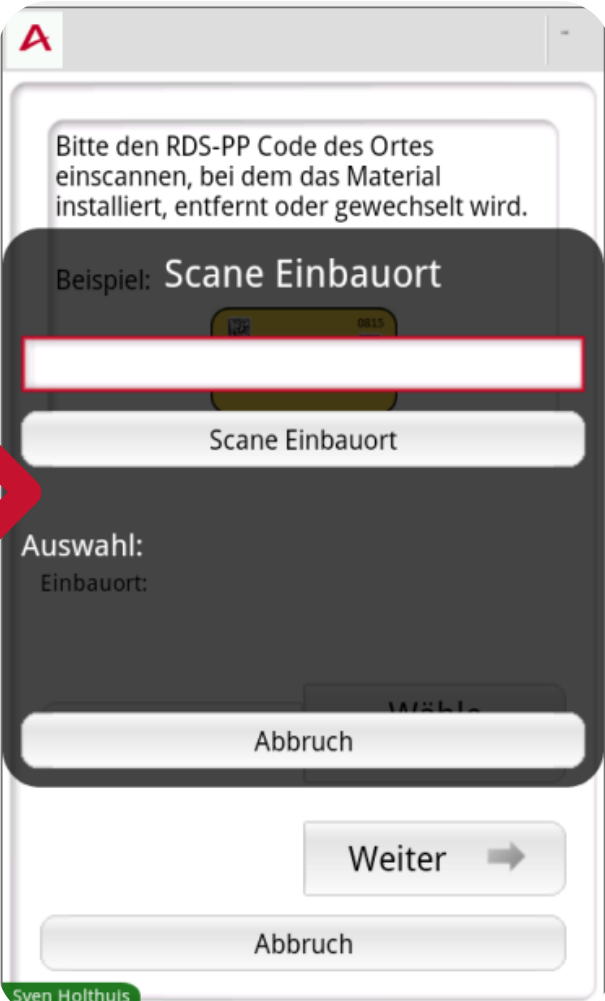 Bitte den RDS-PP Code des Ortes
einscannen, bei dem das Material
installiert, entfernt oder gewechselt wird.
Beispiel:
Scane Einbauort
0815
Scane Einbauort
Auswahl:
Einbauort:
Wähle
Abbruch
Weiter
Abbruch
Sven Holthuis